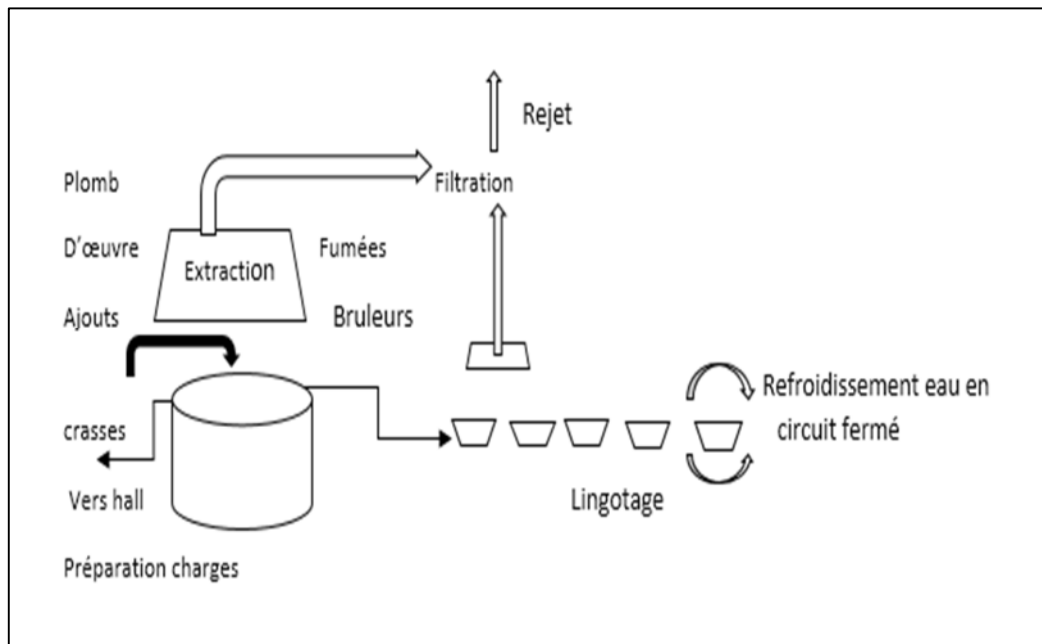 Rejet
Plomb
Filtration
D'œuvre
Fumées
Extraction
Ajouts
Bruleurs
Refroidissement eau en
circuit fermé
crasses
Vers hall
Lingotage
Préparation charges